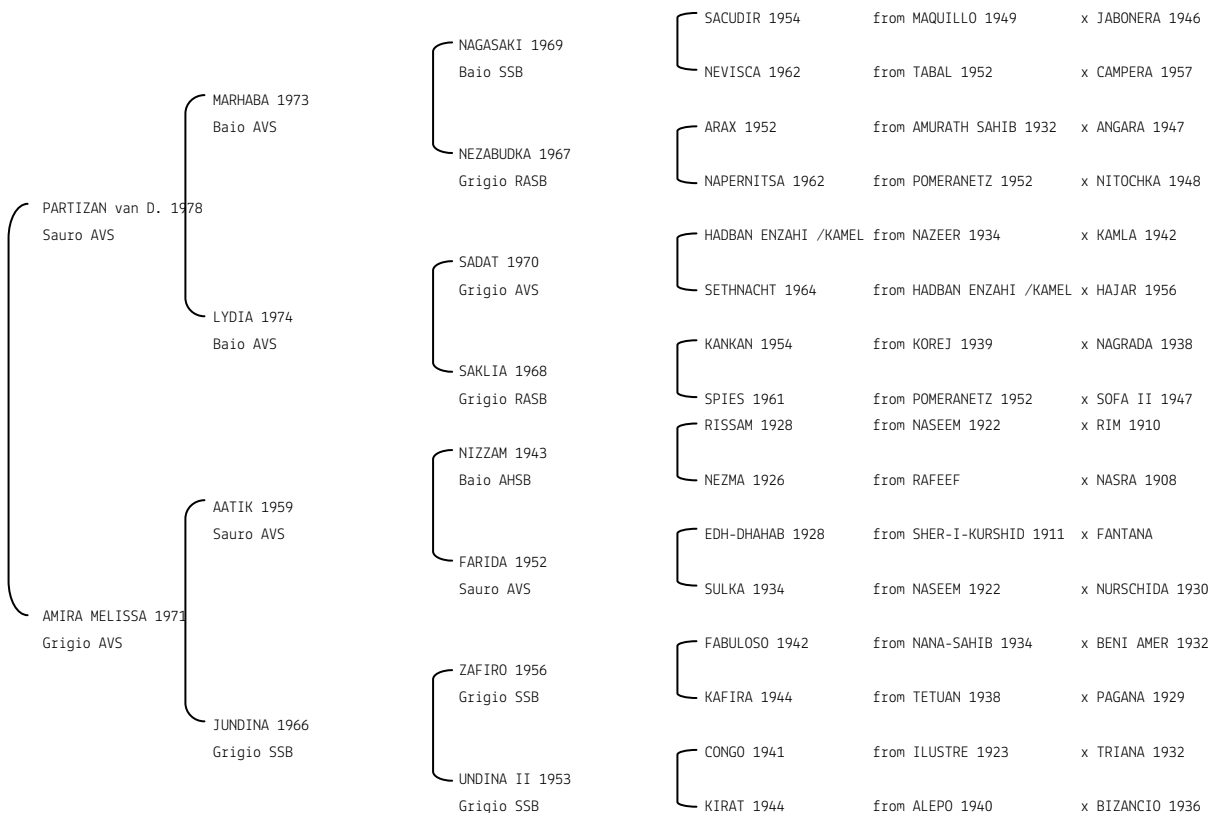 SACUDIR 1954 from MAQUILLO 1949 x JABONERA 1946
NAGASAKI 1969
Baio SSB
NEVISCA 1962 from TABAL 1952 x CAMPERA 1957
MARHABA 1973
Baio AVS
ARAX 1952 from AMURATH SAHIB 1932 x ANGARA 1947
NEZABUDKA 1967
Grigio RASB
NAPERNITSA 1962 from POMERANETZ 1952 x NITOCHKA 1948
PARTIZAN van D. 1978
Sauro AVS
HADBAN ENZAHI /KAMEL from NAZEER 1934 x KAMLA 1942
SADAT 1970
Grigio AVS
SETHNACHT 1964 from HADBAN ENZAHI /KAMEL x HAJAR 1956
LYDIA 1974
Baio AVS
KANKAN 1954 from KOREJ 1939 x NAGRADA 1938
SAKLIA 1968
Grigio RASB
SPIES 1961 from POMERANETZ 1952 x SOFA II 1947
RISSAM 1928 from NASEEM 1922 x RIM 1910
NIZZAM 1943
Baio AHSB
NEZMA 1926 from RAFEEF x NASRA 1908
AATIK 1959
Sauro AVS
EDH-DHAHAB 1928 from SHER-I-KURSHID 1911 x FANTANA
FARIDA 1952
Sauro AVS
SULKA 1934 from NASEEM 1922 x NURSCHIDA 1930
AMIRA MELISSA 1971
Grigio AVS
FABULOSO 1942 from NANA-SAHIB 1934 x BENI AMER 1932
ZAFIRO 1956
Grigio SSB
KAFIRA 1944 from TETUAN 1938 x PAGANA 1929
JUNDINA 1966
Grigio SSB
CONGO 1941 from ILUSTRE 1923 x TRIANA 1932
UNDINA II 1953
Grigio SSB
KIRAT 1944 from ALEPO 1940 x BIZANCIO 1936